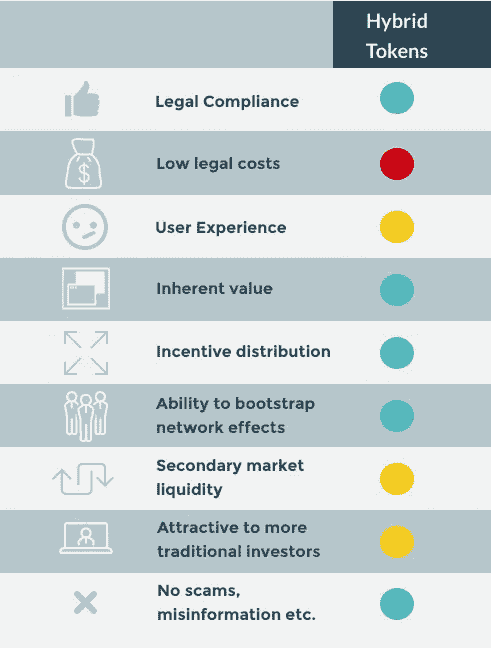 Hybrid
Tokens
Legal Compliance
$
Low legal costs
User Experience
Inherent value
Incentive distribution
Ability to bootstrap
network effects
Secondary market
liquidity
Attractive to more
traditional investors
No scams,
misinformation etc.